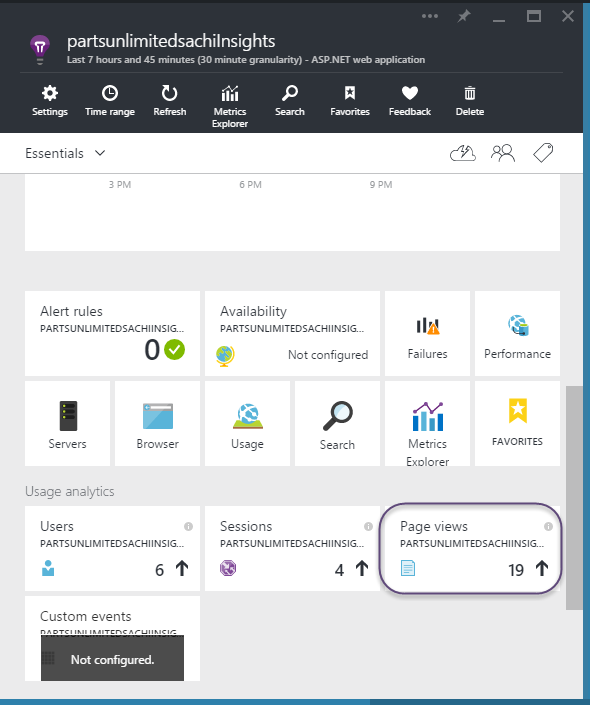 partsunlimitedsachiInsights
Last 7 hours and 45 minutes (30 minute granularity) - ASP.NET web application
Settings Time range Refresh Metrics Explorer Search Favorites Feedback Delete
Essentials
3 PM 6 PM 9 PM
Alert rules
PARTSUNLIMITEDSACHIINSIG...
0
Availability
PARTSUNLIMITEDSACHIINSIG...
Not configured
Failures
Performance
Servers
Browser
Usage
Search
Metrics
Explorer
FAVORITES
Usage analytics
Users
PARTSUNLIMITEDSACHIINSIG...
6
Sessions
PARTSUNLIMITEDSACHIINSIG...
4
Page views
PARTSUNLIMITEDSACHIINSIG...
19
Custom events
PARTSUNLIMITEDSACHIINSIG...
Not configured.